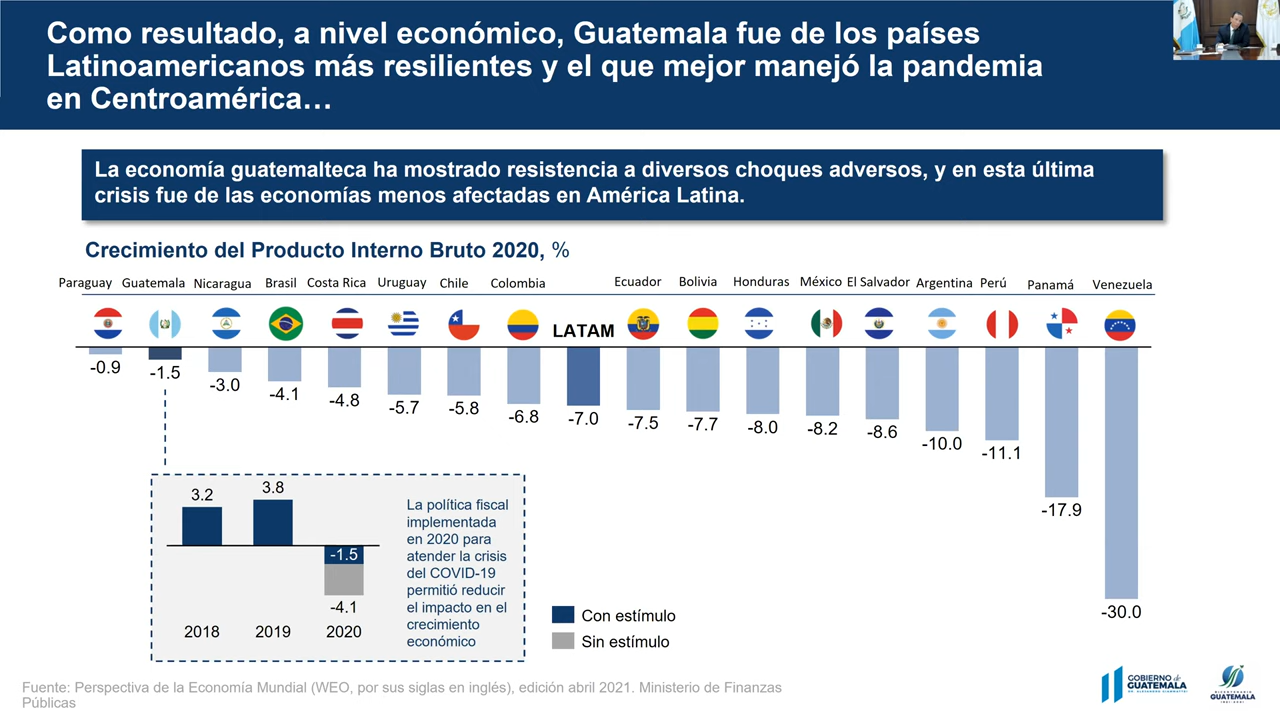 Como resultado, a nivel económico, Guatemala fue de los países
Latinoamericanos más resilientes y el que mejor manejó la pandemia
en Centroamérica…
La economía guatemalteca ha mostrado resistencia a diversos choques adversos, y en esta última
crisis fue de las economías menos afectadas en América Latina.
Crecimiento del Producto Interno Bruto 2020, %
Paraguay Guatemala Nicaragua Brasil Costa Rica Uruguay Chile Colombia Ecuador Bolivia Honduras México El Salvador Argentina Perú Panamá Venezuela
LATAM
-0.9 -1.5 -3.0 -4.1 -4.8 -5.7 -5.8 -6.8 -7.0 -7.5 -7.7 -8.0 -8.2 -8.6 -10.0 -11.1 -17.9 -30.0
3.2 3.8
-1.5
-4.1
2018 2019 2020
La política fiscal
implementada
en 2020 para
atender la crisis
del COVID-19
permitió reducir
el impacto en el
crecimiento
económico
Con estímulo
Sin estímulo
Fuente: Perspectiva de la Economía Mundial (WEO, por sus siglas en inglés), edición abril 2021. Ministerio de Finanzas
Públicas
GOBIERNO de
GUATEMALA
BICENTENARIO
GUATEMALA